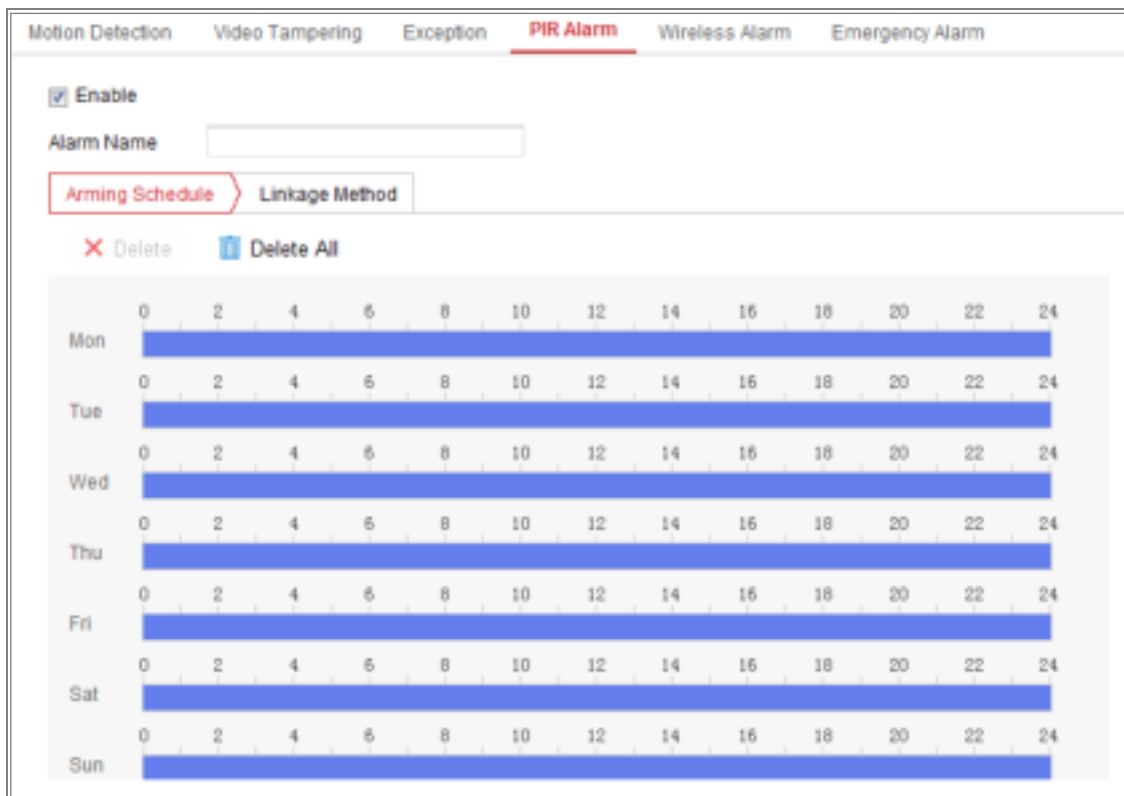 Motion Detection Video Tampering Exception PIR Alarm Wireless Alarm Emergency Alarm
Enable
Alarm Name
Arming Schedule Linkage Method
Delete Delete All
0 2 4 6 8 10 12 14 16 18 20 22 24
Mon
0 2 4 6 8 10 12 14 16 18 20 22 24
Tue
0 2 4 6 8 10 12 14 16 18 20 22 24
Wed
0 2 4 6 8 10 12 14 16 18 20 22 24
Thu
0 2 4 6 8 10 12 14 16 18 20 22 24
Fri
0 2 4 6 8 10 12 14 16 18 20 22 24
Sat
0 2 4 6 8 10 12 14 16 18 20 22 24
Sun